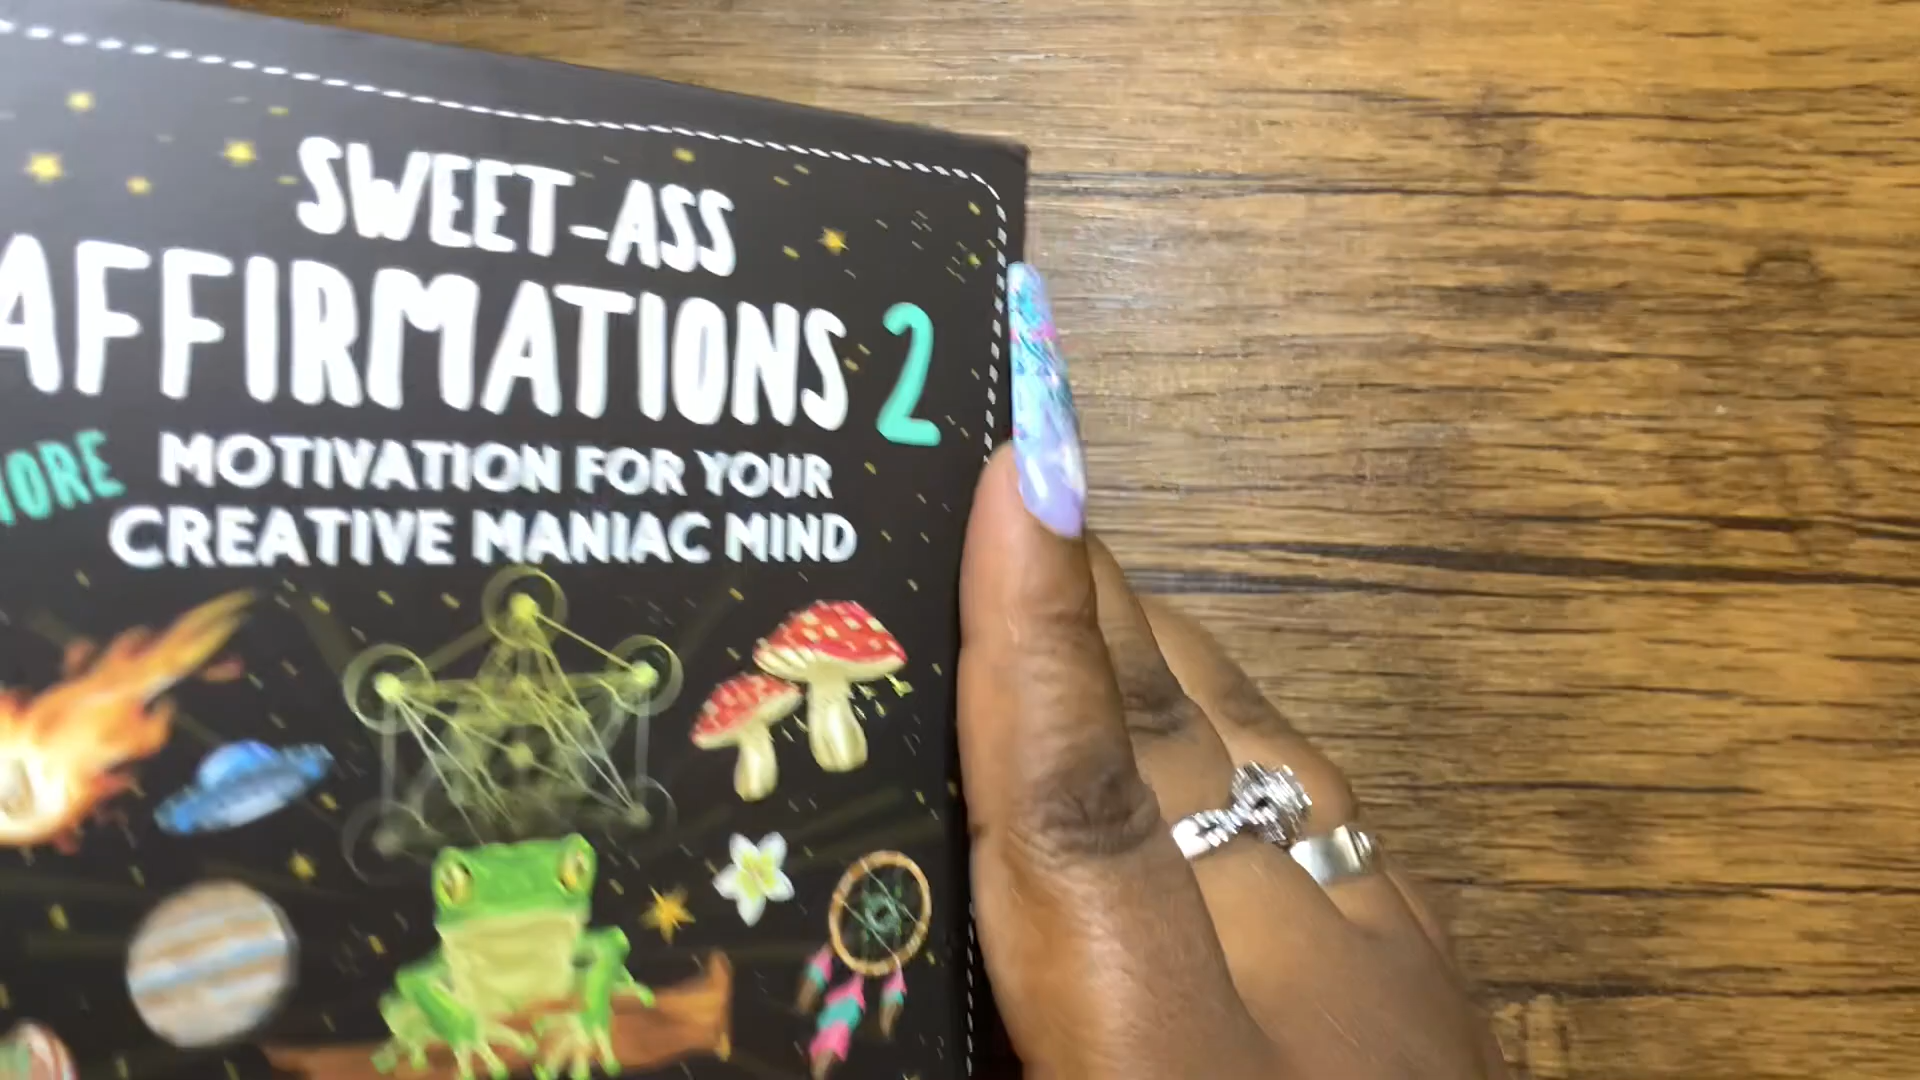 SWEET-ASS
AFFIRMATIONS 2
MOTIVATION FOR YOUR
CREATIVE MANIAC MIND